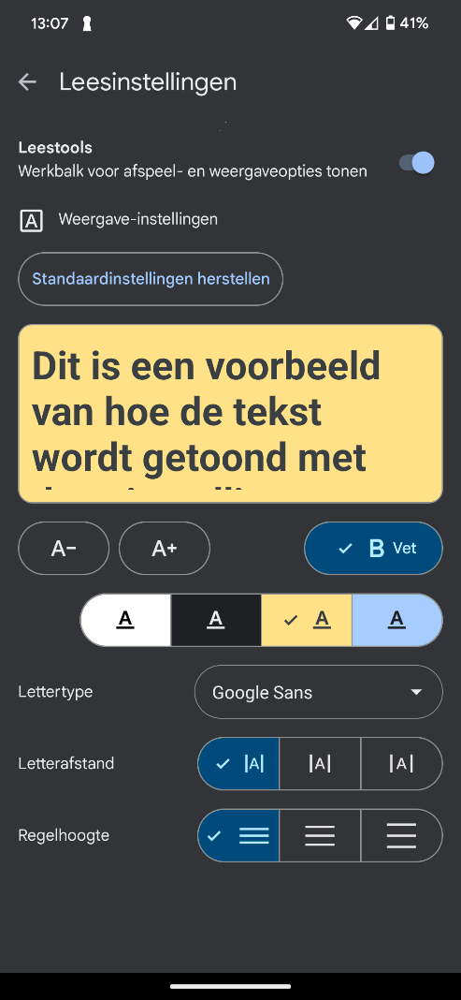 13:07
41%
Leesinstellingen
Leestools
Werkbalk voor afspeel- en weergaveopties tonen
A Weergave-instellingen
Standaardinstellingen herstellen
Dit is een voorbeeld
van hoe de tekst
wordt getoond met
A− A+ B Vet
A A A A
Lettertype Google Sans
Letterafstand |A| |A| |A|
Regelhoogte